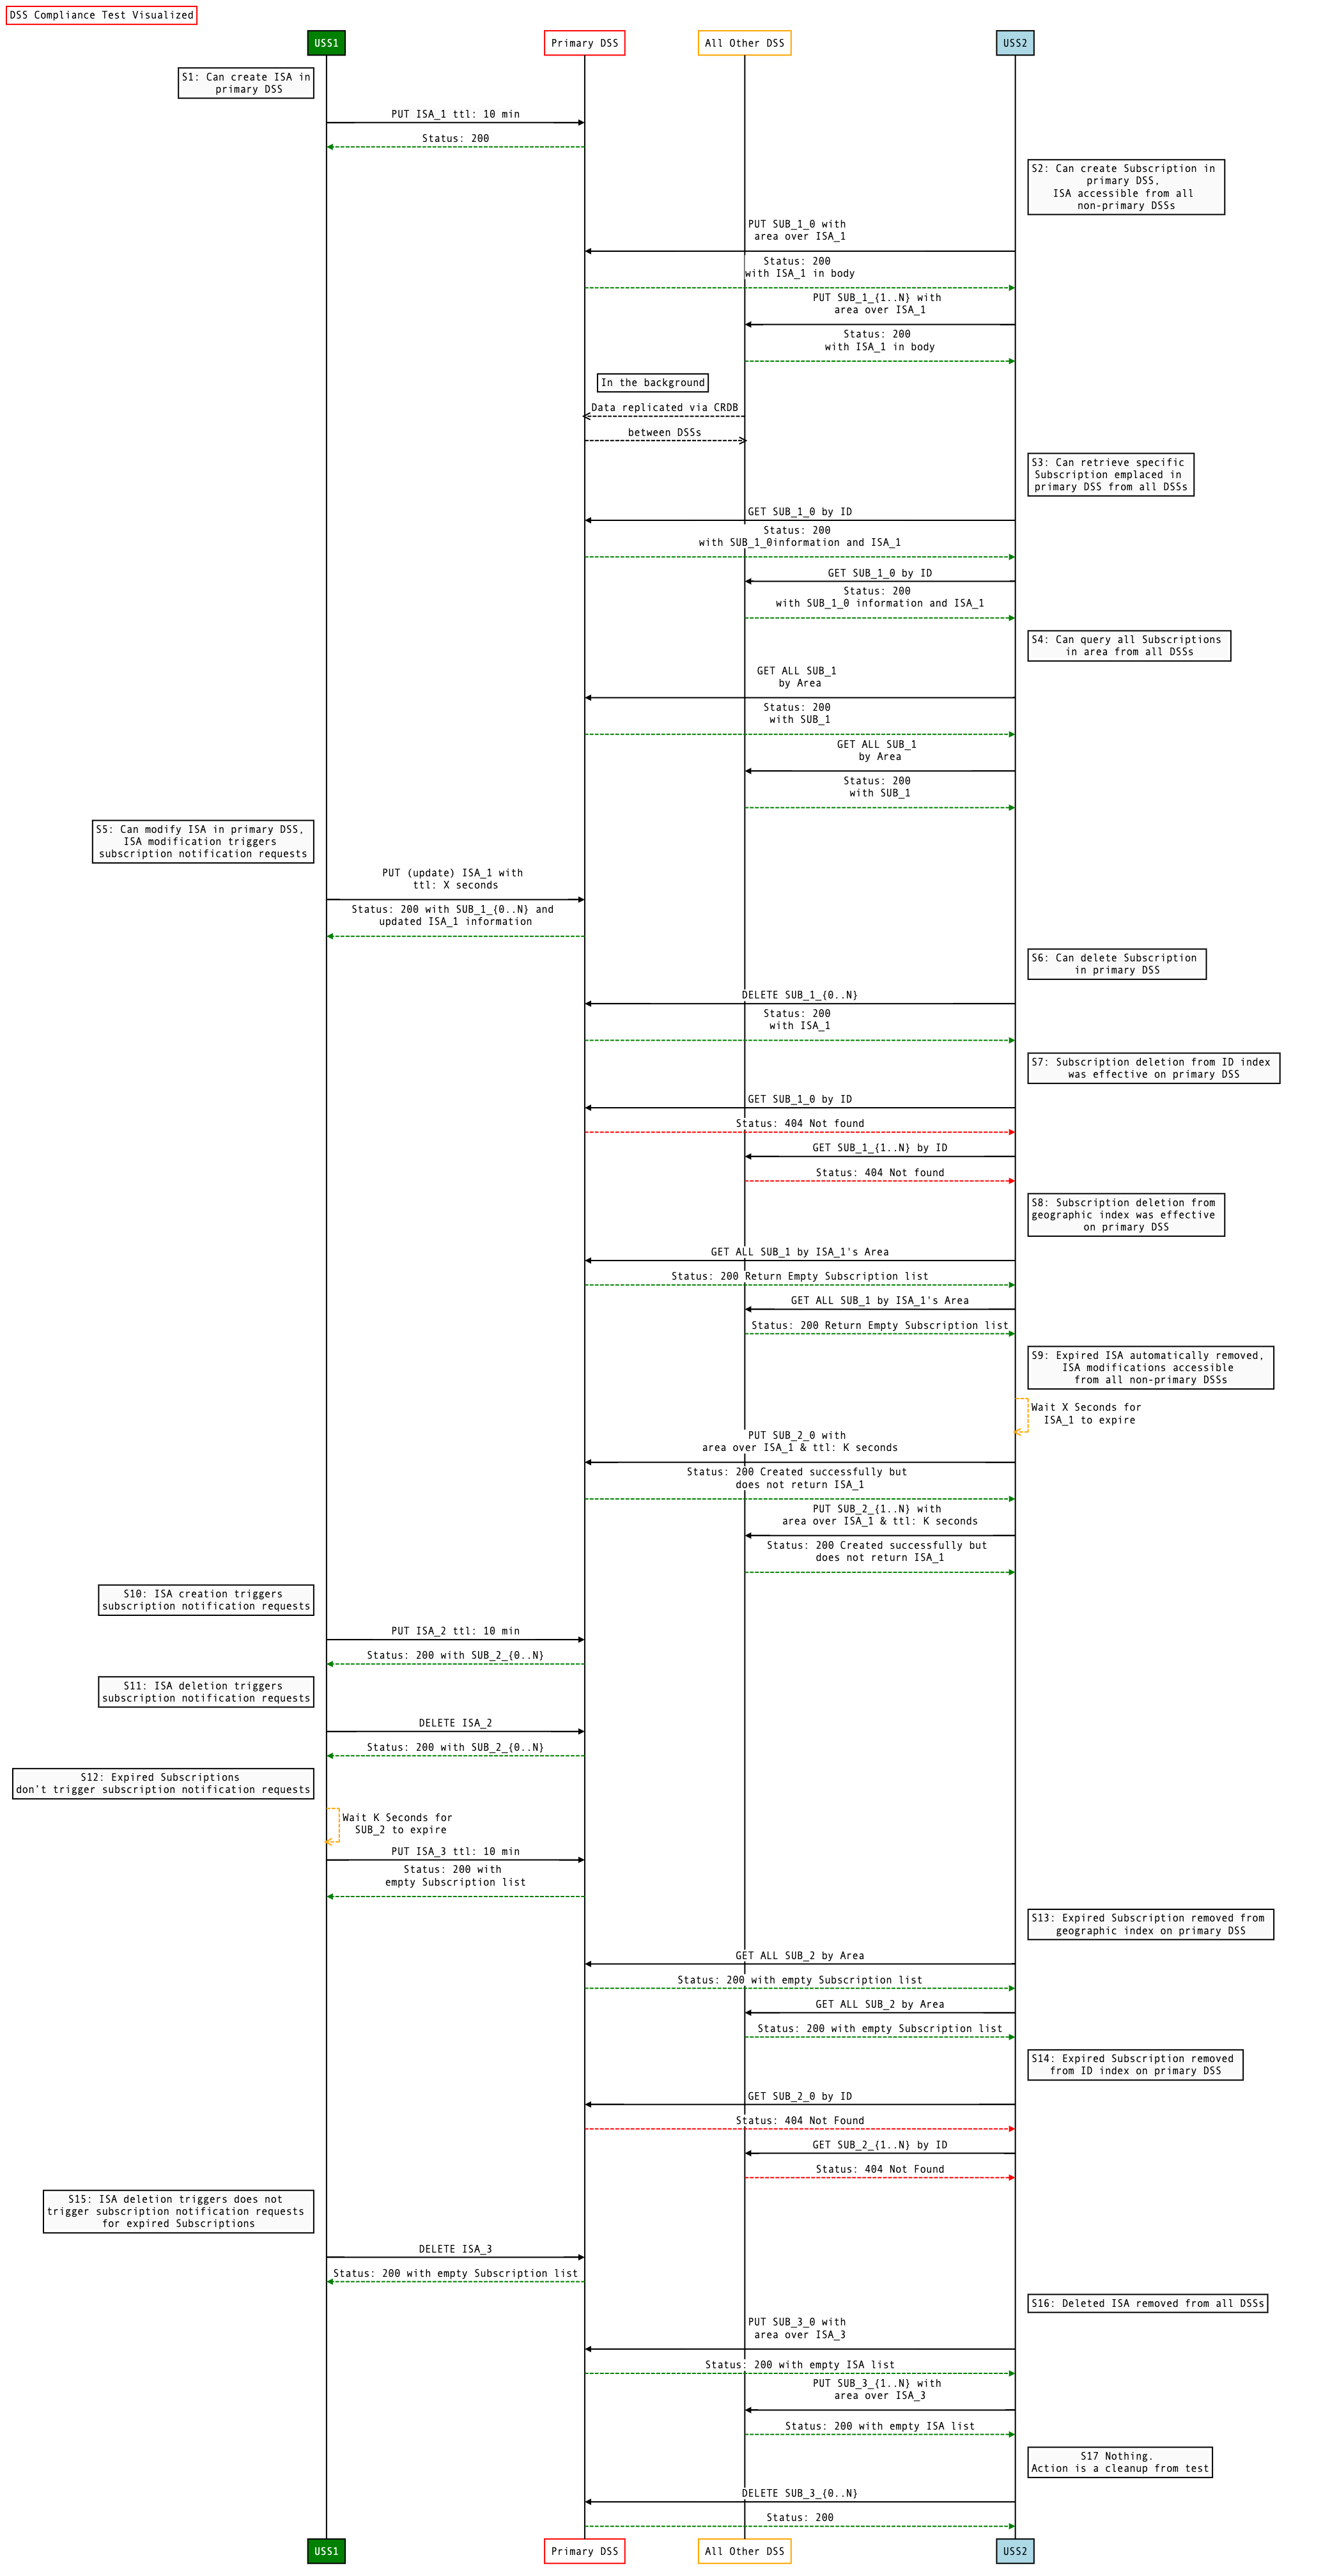 DSS Compliance Test Visualized
USS1
Primary DSS
All Other DSS
USS2
S1: Can create ISA in
primary DSS
PUT ISA_1 ttl: 10 min
Status: 200
S2: Can create Subscription in
primary DSS,
ISA accessible from all
non-primary DSSs
PUT SUB_1_0 with
area over ISA_1
Status: 200
with ISA_1 in body
PUT SUB_1_{1..N} with
area over ISA_1
Status: 200
with ISA_1 in body
In the background
Data replicated via CRDB
between DSSs
S3: Can retrieve specific
Subscription emplaced in
primary DSS from all DSSs
GET SUB_1_0 by ID
Status: 200
with SUB_1_0information and ISA_1
GET SUB_1_0 by ID
Status: 200
with SUB_1_0 information and ISA_1
S4: Can query all Subscriptions
in area from all DSSs
GET ALL SUB_1
by Area
Status: 200
with SUB_1
GET ALL SUB_1
by Area
Status: 200
with SUB_1
S5: Can modify ISA in primary DSS,
ISA modification triggers
subscription notification requests
PUT (update) ISA_1 with
ttl: X seconds
Status: 200 with SUB_1_{0..N} and
updated ISA_1 information
S6: Can delete Subscription
in primary DSS
DELETE SUB_1_{0..N}
Status: 200
with ISA_1
S7: Subscription deletion from ID index
was effective on primary DSS
GET SUB_1_0 by ID
Status: 404 Not found
GET SUB_1_{1..N} by ID
Status: 404 Not found
S8: Subscription deletion from
geographic index was effective
on primary DSS
GET ALL SUB_1 by ISA_1's Area
Status: 200 Return Empty Subscription list
GET ALL SUB_1 by ISA_1's Area
Status: 200 Return Empty Subscription list
S9: Expired ISA automatically removed,
ISA modifications accessible
from all non-primary DSSs
Wait X Seconds for
ISA_1 to expire
PUT SUB_2_0 with
area over ISA_1 & ttl: K seconds
Status: 200 Created successfully but
does not return ISA_1
PUT SUB_2_{1..N} with
area over ISA_1 & ttl: K seconds
Status: 200 Created successfully but
does not return ISA_1
S10: ISA creation triggers
subscription notification requests
PUT ISA_2 ttl: 10 min
Status: 200 with SUB_2_{0..N}
S11: ISA deletion triggers
subscription notification requests
DELETE ISA_2
Status: 200 with SUB_2_{0..N}
S12: Expired Subscriptions
don't trigger subscription notification requests
Wait K Seconds for
SUB_2 to expire
PUT ISA_3 ttl: 10 min
Status: 200 with
empty Subscription list
S13: Expired Subscription removed from
geographic index on primary DSS
GET ALL SUB_2 by Area
Status: 200 with empty Subscription list
GET ALL SUB_2 by Area
Status: 200 with empty Subscription list
S14: Expired Subscription removed
from ID index on primary DSS
GET SUB_2_0 by ID
Status: 404 Not Found
GET SUB_2_{1..N} by ID
Status: 404 Not Found
S15: ISA deletion triggers does not
trigger subscription notification requests
for expired Subscriptions
DELETE ISA_3
Status: 200 with empty Subscription list
S16: Deleted ISA removed from all DSSs
PUT SUB_3_0 with
area over ISA_3
Status: 200 with empty ISA list
PUT SUB_3_{1..N} with
area over ISA_3
Status: 200 with empty ISA list
S17 Nothing.
Action is a cleanup from test
DELETE SUB_3_{0..N}
Status: 200
USS1
Primary DSS
All Other DSS
USS2